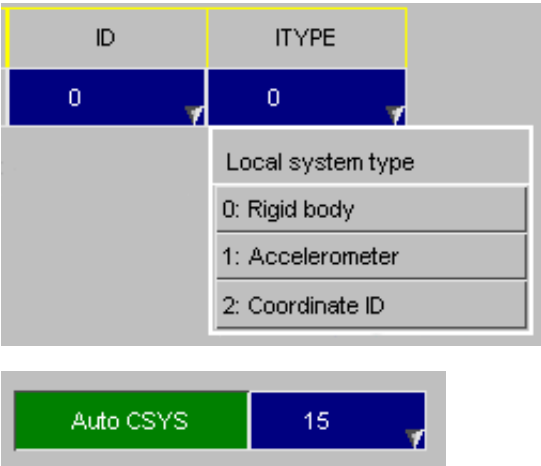 ID ITYPE
0 0
Local system type
0: Rigid body
1: Accelerometer
2: Coordinate ID
Auto CSYS 15